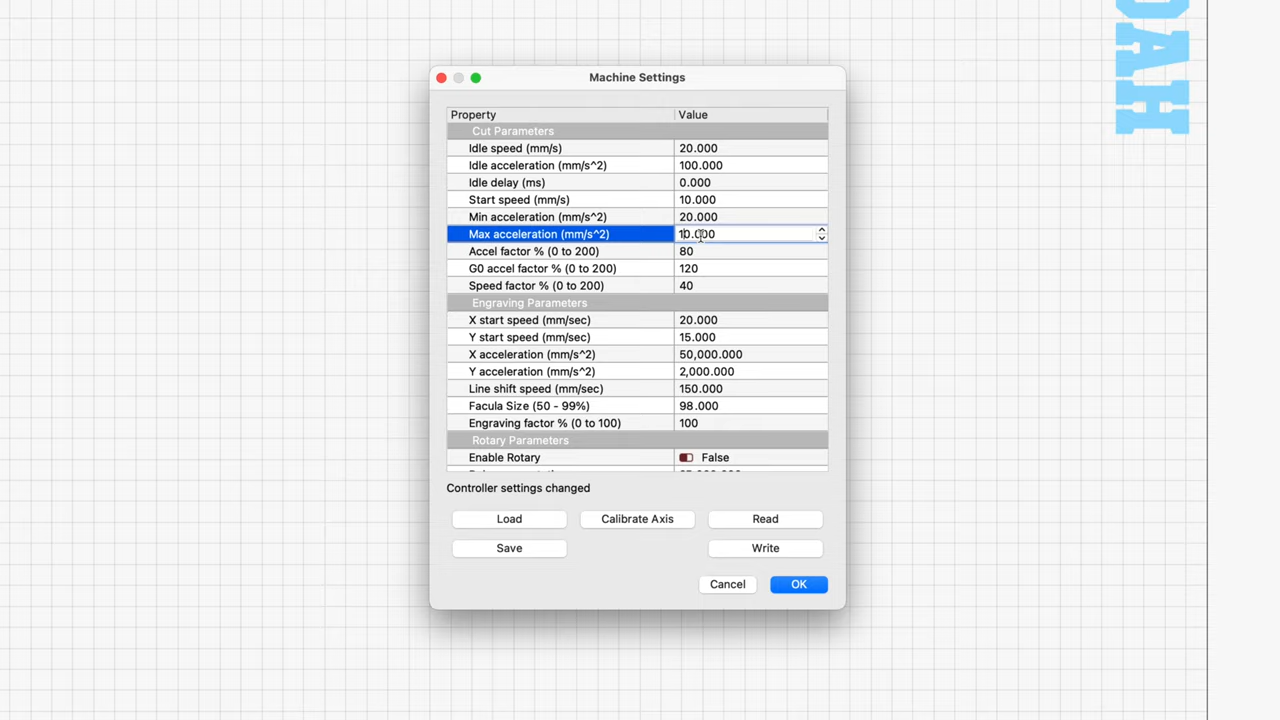 OAH
Machine Settings
Property Value
Cut Parameters
Idle speed (mm/s) 20.000
Idle acceleration (mm/s^2) 100.000
Idle delay (ms) 0.000
Start speed (mm/s) 10.000
Min acceleration (mm/s^2) 20.000
Max acceleration (mm/s^2) 10.000
Accel factor % (0 to 200) 80
G0 accel factor % (0 to 200) 120
Speed factor % (0 to 200) 40
Engraving Parameters
X start speed (mm/sec) 20.000
Y start speed (mm/sec) 15.000
X acceleration (mm/s^2) 50,000.000
Y acceleration (mm/s^2) 2,000.000
Line shift speed (mm/sec) 150.000
Facula Size (50 - 99%) 98.000
Engraving factor % (0 to 100) 100
Rotary Parameters
Enable Rotary False
Controller settings changed
Load Calibrate Axis Read
Save Write
Cancel OK